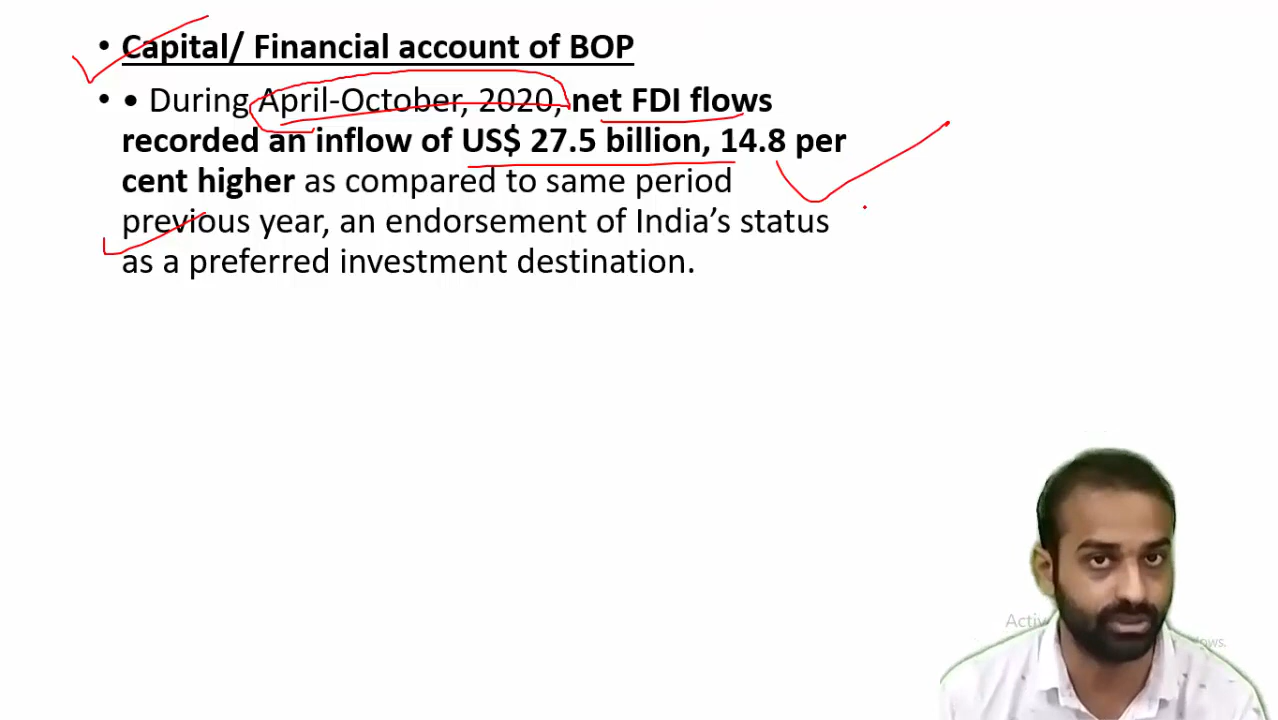 • Capital/ Financial account of BOP
• • During April-October, 2020, net FDI flows
recorded an inflow of US$ 27.5 billion, 14.8 per
cent higher as compared to same period
previous year, an endorsement of India’s status
as a preferred investment destination.